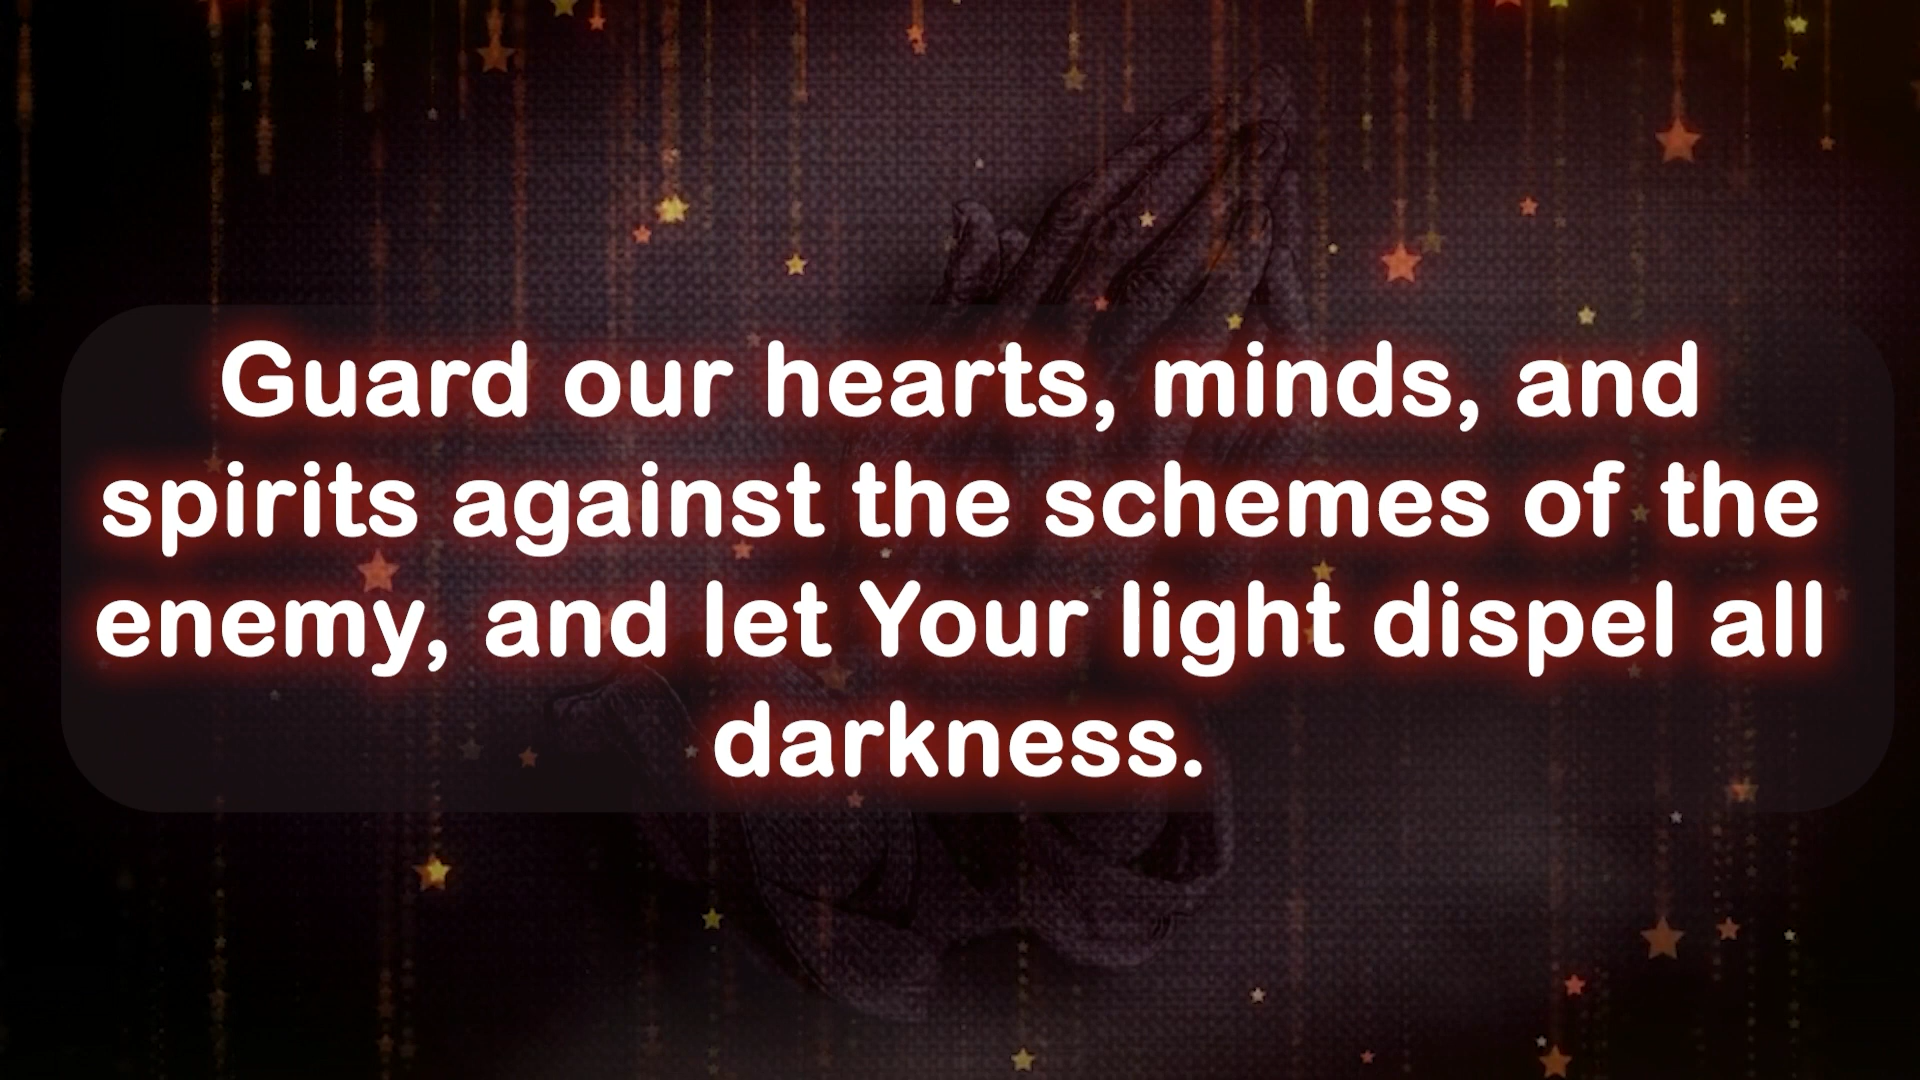 Guard our hearts, minds, and
spirits against the schemes of the
enemy, and let Your light dispel all
darkness.